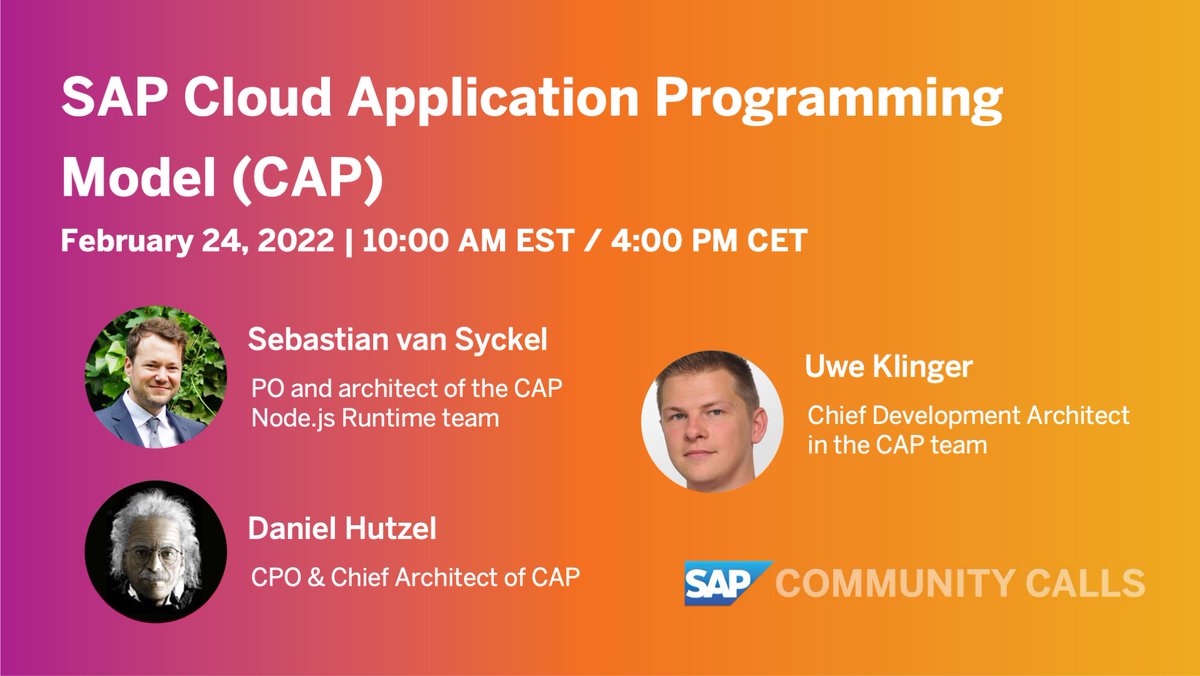 SAP Cloud Application Programming
Model (CAP)
February 24, 2022 | 10:00 AM EST / 4:00 PM CET
Sebastian van Syckel
PO and architect of the CAP
Node.js Runtime team
Uwe Klinger
Chief Development Architect
in the CAP team
Daniel Hutzel
CPO & Chief Architect of CAP
SAP COMMUNITY CALLS